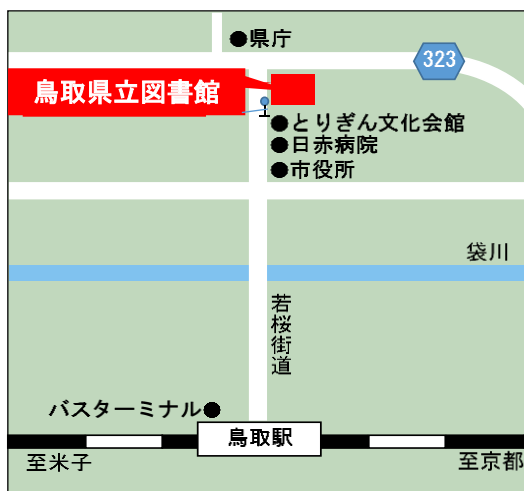 ●県庁
323
鳥取県立図書館
●とりぎん文化会館
●日赤病院
●市役所
袋川
若桜街道
バスターミナル●
鳥取駅
至米子
至京都